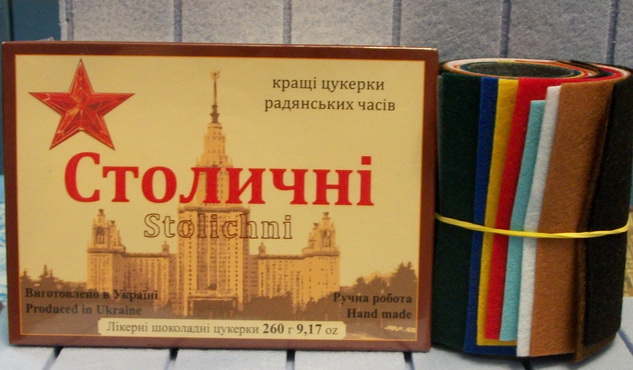 кращі цукерки
радянських часів
Столичні
Stolichni
Виготовлено в Україні
Produced in Ukraine
Ручна робота
Hand made
Лікерні шоколадні цукерки 260 г 9,17 oz